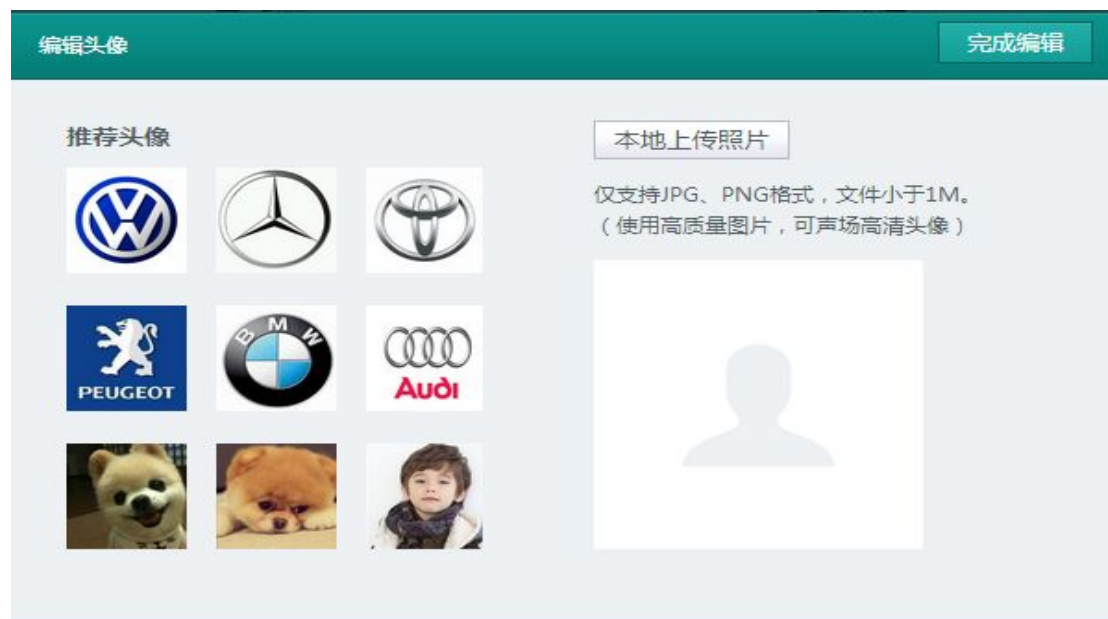 编辑头像
完成编辑
推荐头像
本地上传照片
仅支持JPG、PNG格式，文件小于1M。
（使用高质量图片，可声场高清头像）
PEUGEOT
BMW
Audi